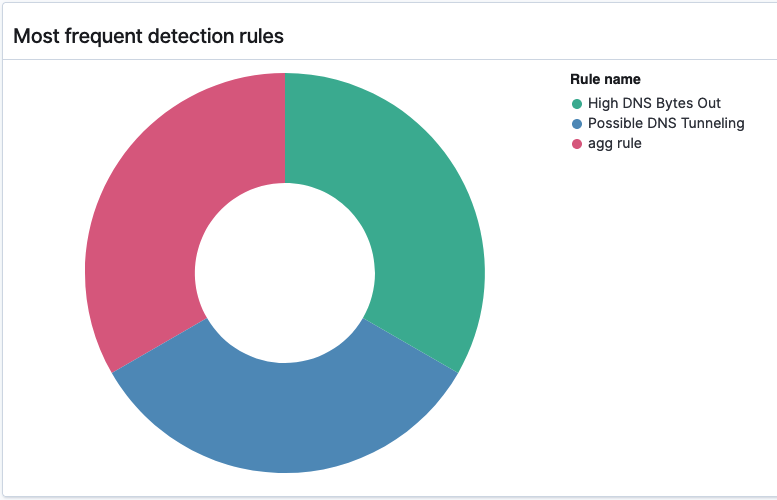 Most frequent detection rules
Rule name
High DNS Bytes Out
Possible DNS Tunneling
agg rule